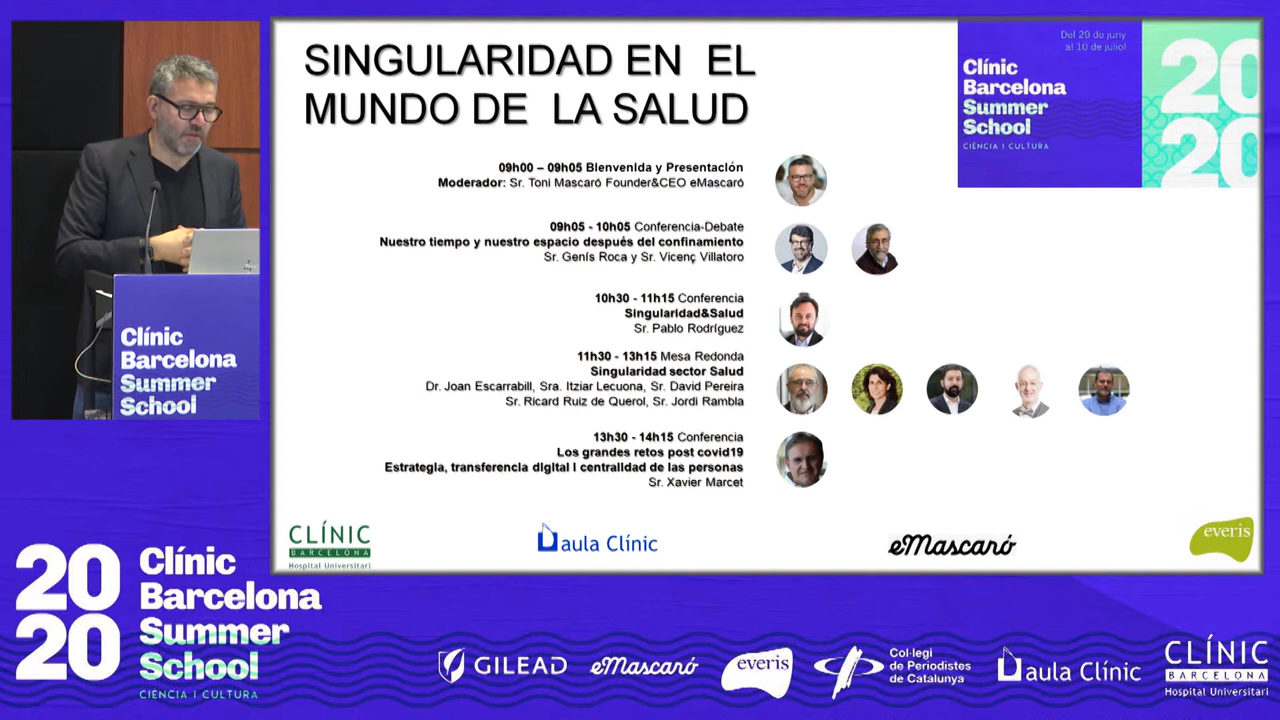 SINGULARIDAD EN EL
MUNDO DE LA SALUD
Del 29 de juny
al 10 de juliol
Clínic
Barcelona
Summer
School
CIÈNCIA I CULTURA
20
20
09h00 – 09h05 Bienvenida y Presentación
Moderador: Sr. Toni Mascaró Founder&CEO eMascaró
09h05 - 10h05 Conferencia-Debate
Nuestro tiempo y nuestro espacio después del confinamiento
Sr. Genís Roca y Sr. Vicenç Villatoro
10h30 - 11h15 Conferencia
Singularidad&Salud
Sr. Pablo Rodríguez
11h30 - 13h15 Mesa Redonda
Singularidad sector Salud
Dr. Joan Escarrabill, Sra. Itziar Lecuona, Sr. David Pereira
Sr. Ricard Ruiz de Querol, Sr. Jordi Rambla
13h30 - 14h15 Conferencia
Los grandes retos post covid19
Estrategia, transferencia digital i centralidad de las personas
Sr. Xavier Marcet
CLÍNIC
BARCELONA
Hospital Universitari
aula Clínic
eMascaró
everis
Clínic
Barcelona
Summer
School
20
20
Clínic
Barcelona
Summer
School
CIÈNCIA I CULTURA
GILEAD
eMascaró
everis
Col·legi
de Periodistes
de Catalunya
aula Clínic
CLÍNIC
BARCELONA
Hospital Universitari